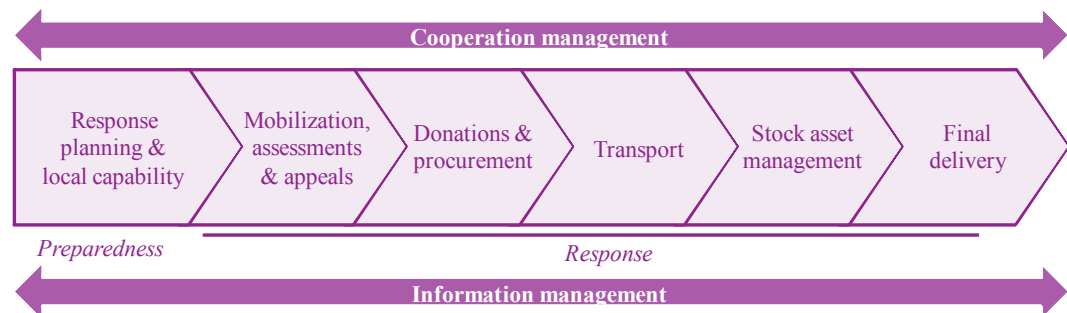 Cooperation management
Response
planning &
local capability
Mobilization,
assessments
& appeals
Donations &
procurement
Transport
Stock asset
management
Final
delivery
Preparedness
Response
Information management